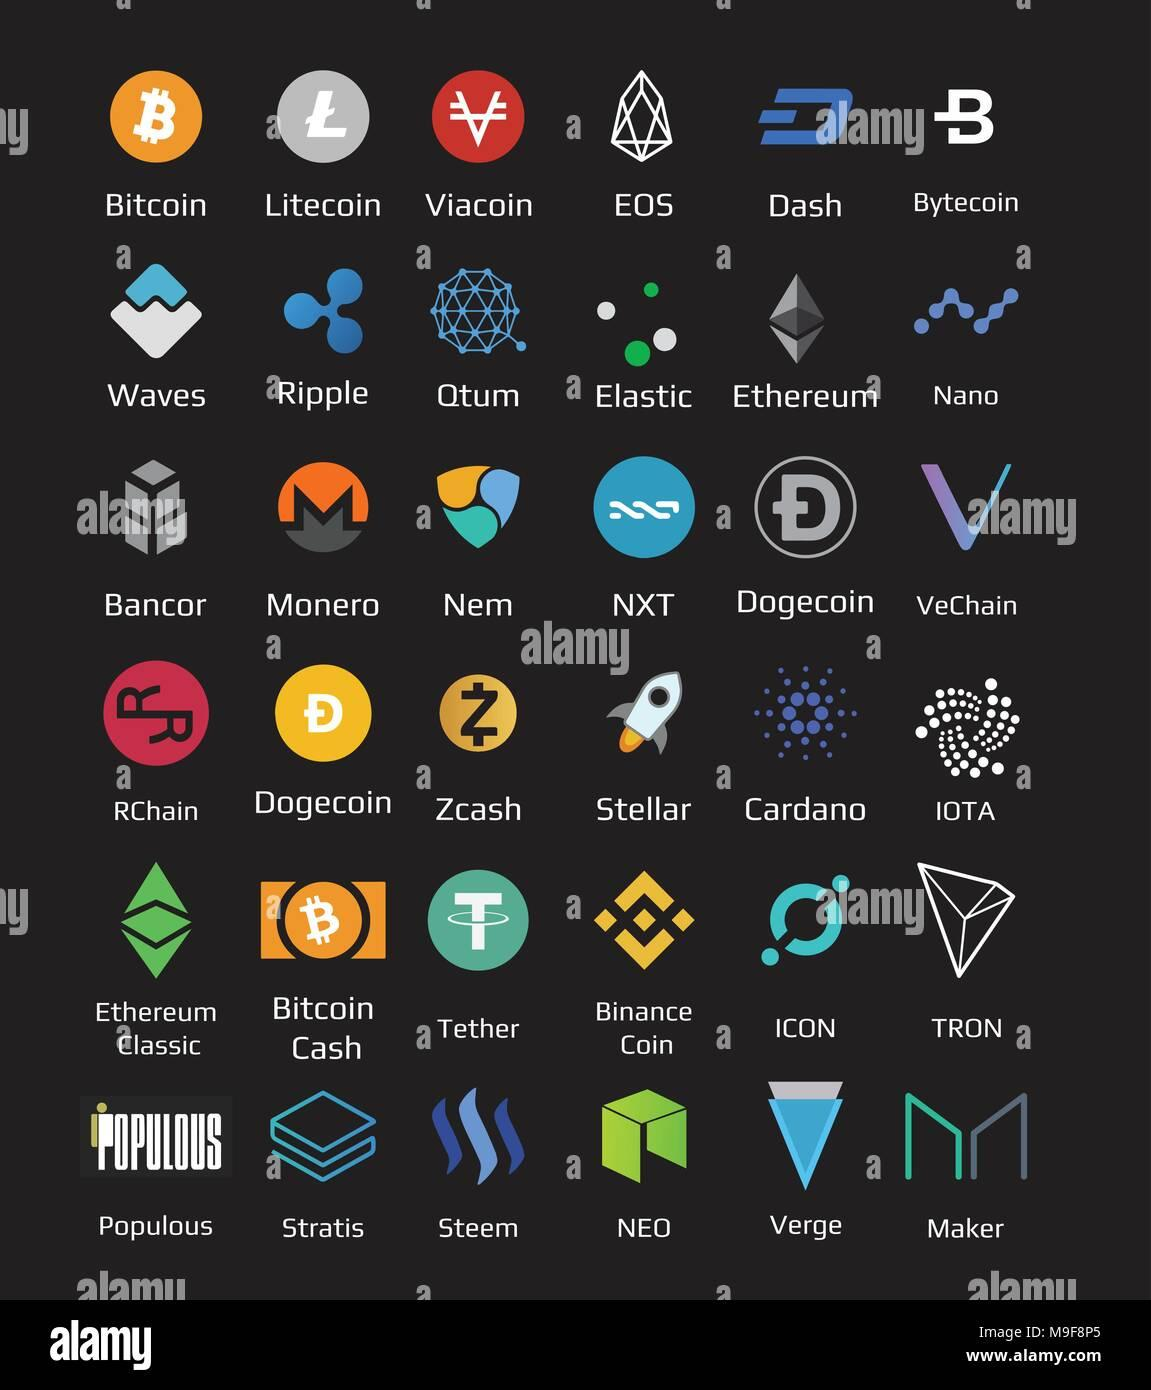 Bitcoin Litecoin Viacoin EOS Dash Bytecoin
Waves Ripple Qtum Elastic Ethereum Nano
Bancor Monero Nem NXT Dogecoin VeChain
RChain Dogecoin Zcash Stellar Cardano IOTA
Ethereum Classic
Bitcoin Cash
Tether
Binance Coin
ICON
TRON
POPULOUS
Populous Stratis Steem NEO Verge Maker
alamy
a
alamy
Image ID: M9F8P5
www.alamy.com